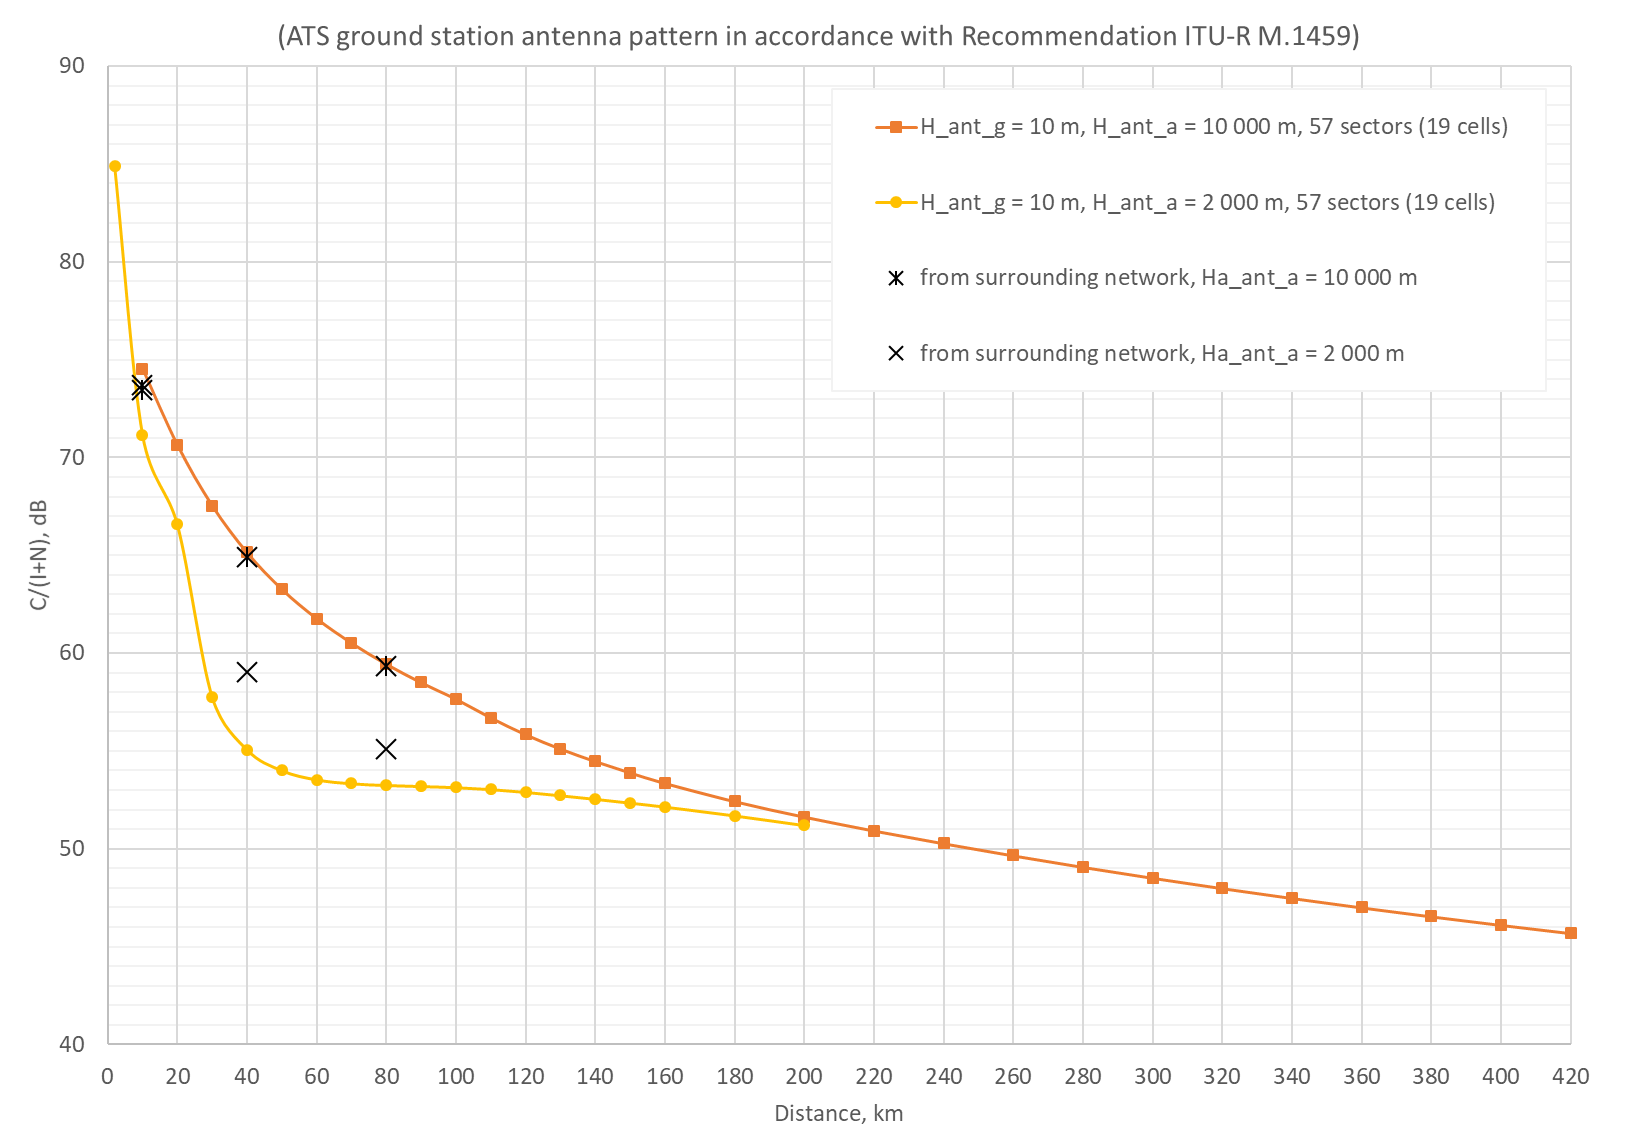 (ATS ground station antenna pattern in accordance with Recommendation ITU-R M.1459)
90
80
70
60
50
40
C/(I+N), dB
H_ant_g = 10 m, H_ant_a = 10 000 m, 57 sectors (19 cells)
H_ant_g = 10 m, H_ant_a = 2 000 m, 57 sectors (19 cells)
from surrounding network, Ha_ant_a = 10 000 m
from surrounding network, Ha_ant_a = 2 000 m
0 20 40 60 80 100 120 140 160 180 200 220 240 260 280 300 320 340 360 380 400 420
Distance, km